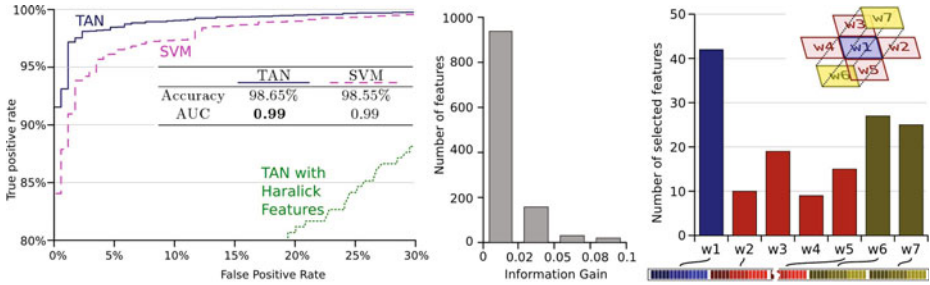 100%
95%
90%
85%
80%
True positive rate
TAN
SVM
TAN SVM
Accuracy 98.65% 98.55%
AUC 0.99 0.99
TAN with
Haralick
Features
0% 5% 10% 15% 20% 25% 30%
False Positive Rate
1000
800
600
400
200
0
Number of features
0 0.02 0.05 0.08 0.1
Information Gain
50
40
30
20
10
0
Number of selected features
w3 w7
w4 w1 w2
w6 w5
w1 w2 w3 w4 w5 w6 w7